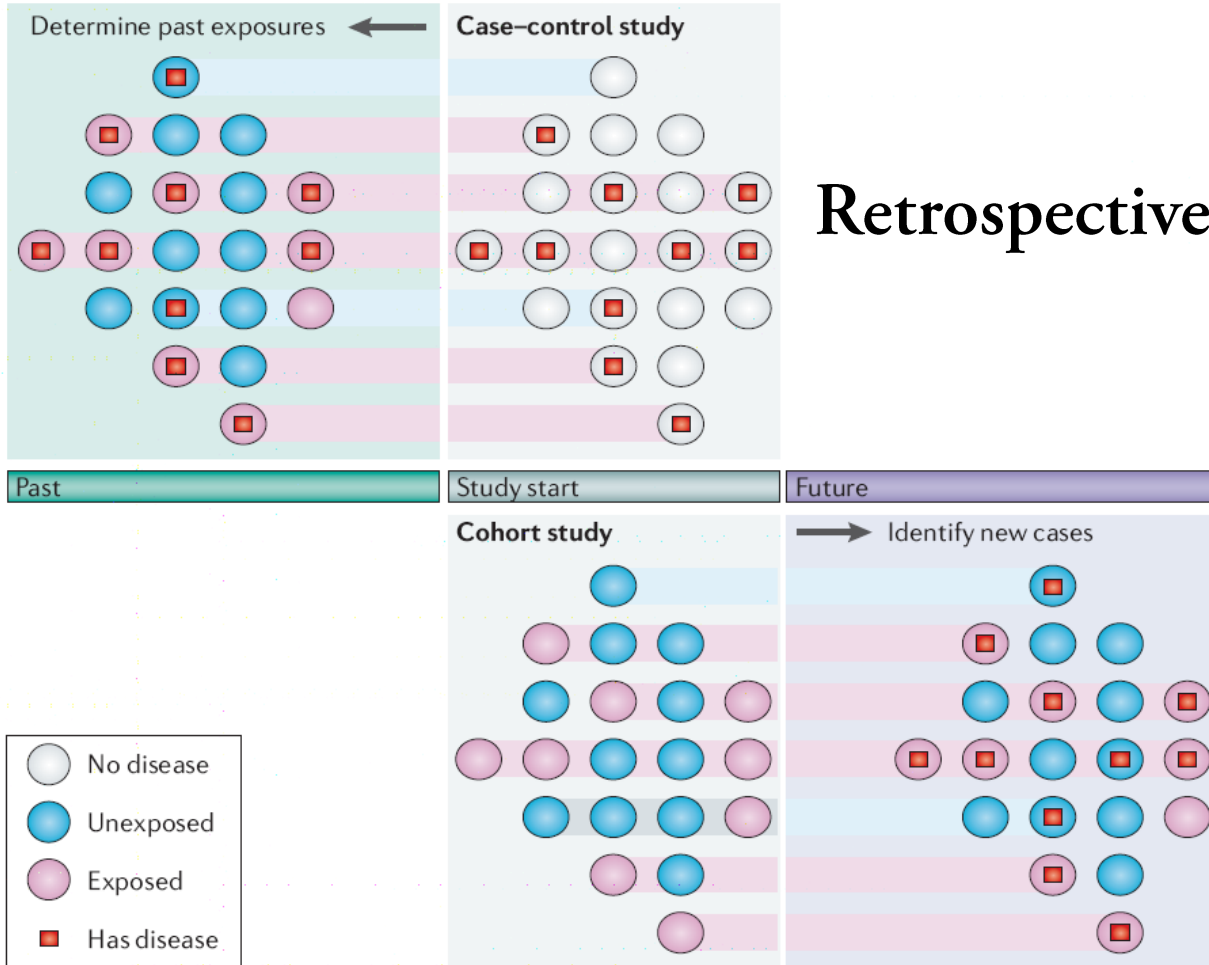 Determine past exposures
Case–control study
Retrospective
Past
Study start
Future
Cohort study
Identify new cases
No disease
Unexposed
Exposed
Has disease